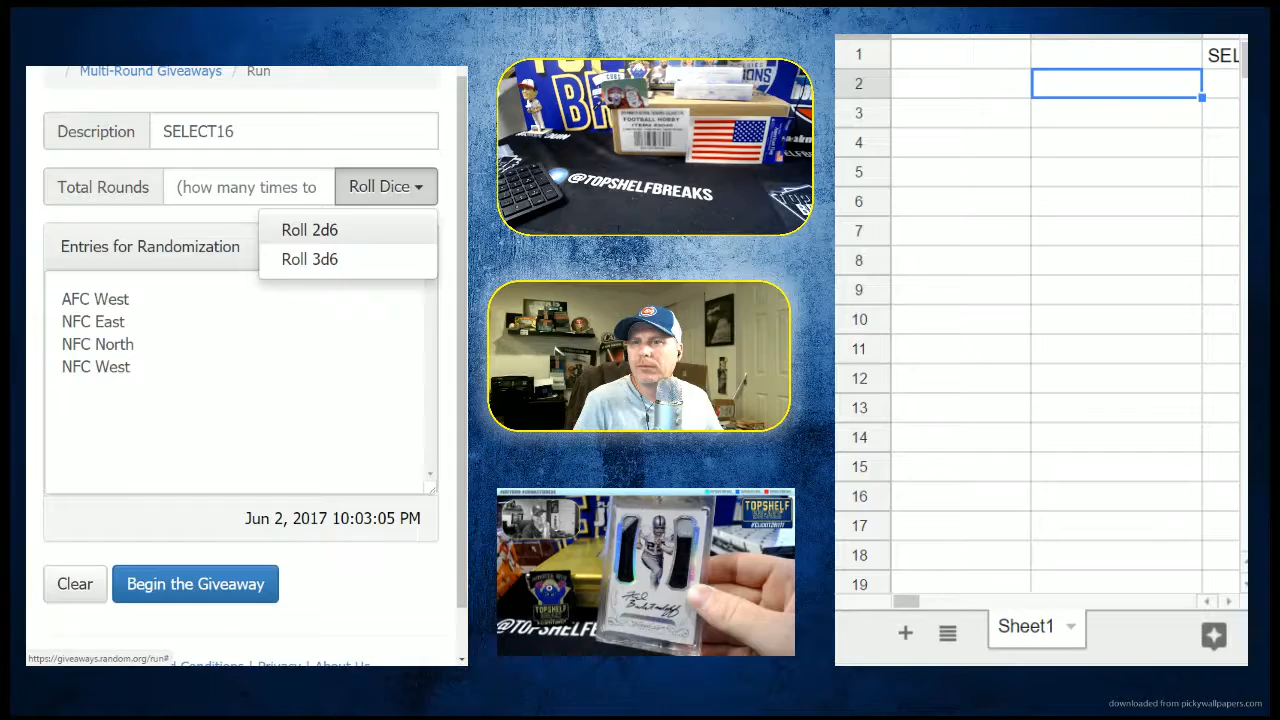 Multi-Round Giveaways / Run
Description SELECT16
Total Rounds (how many times to Roll Dice
Roll 2d6
Roll 3d6
Entries for Randomization
AFC West
NFC East
NFC North
NFC West
Jun 2, 2017 10:03:05 PM
Clear Begin the Giveaway
https://giveaways.random.org/run#
Conditions | Privacy | About Us
CUBS
FOOTBALL HOBBY
@TOPSHELFBREAKS
TOPSHELF
TOPSHELF
@TOPSHELFB
1 SEL
2
3
4
5
6
7
8
9
10
11
12
13
14
15
16
17
18
19
+ Sheet1
downloaded from pickywallpapers.com